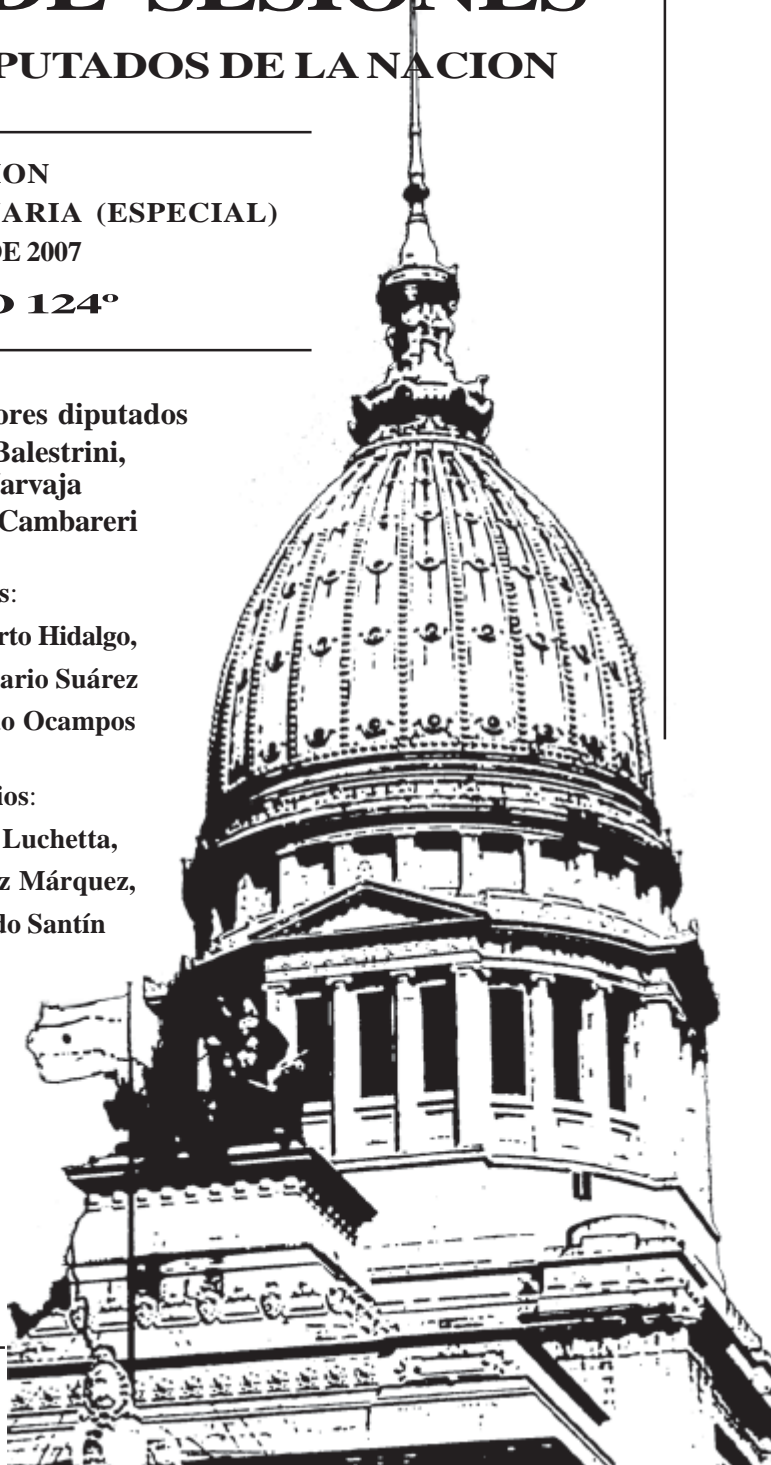 DE SESIONES
PUTADOS DE LA NACION
ION
ARIA (ESPECIAL)
DE 2007
O 124º
ores diputados
Balestrini,
arvaja
Cambareri
s:
rto Hidalgo,
ario Suárez
o Ocampos
ios:
Luchetta,
z Márquez,
do Santín